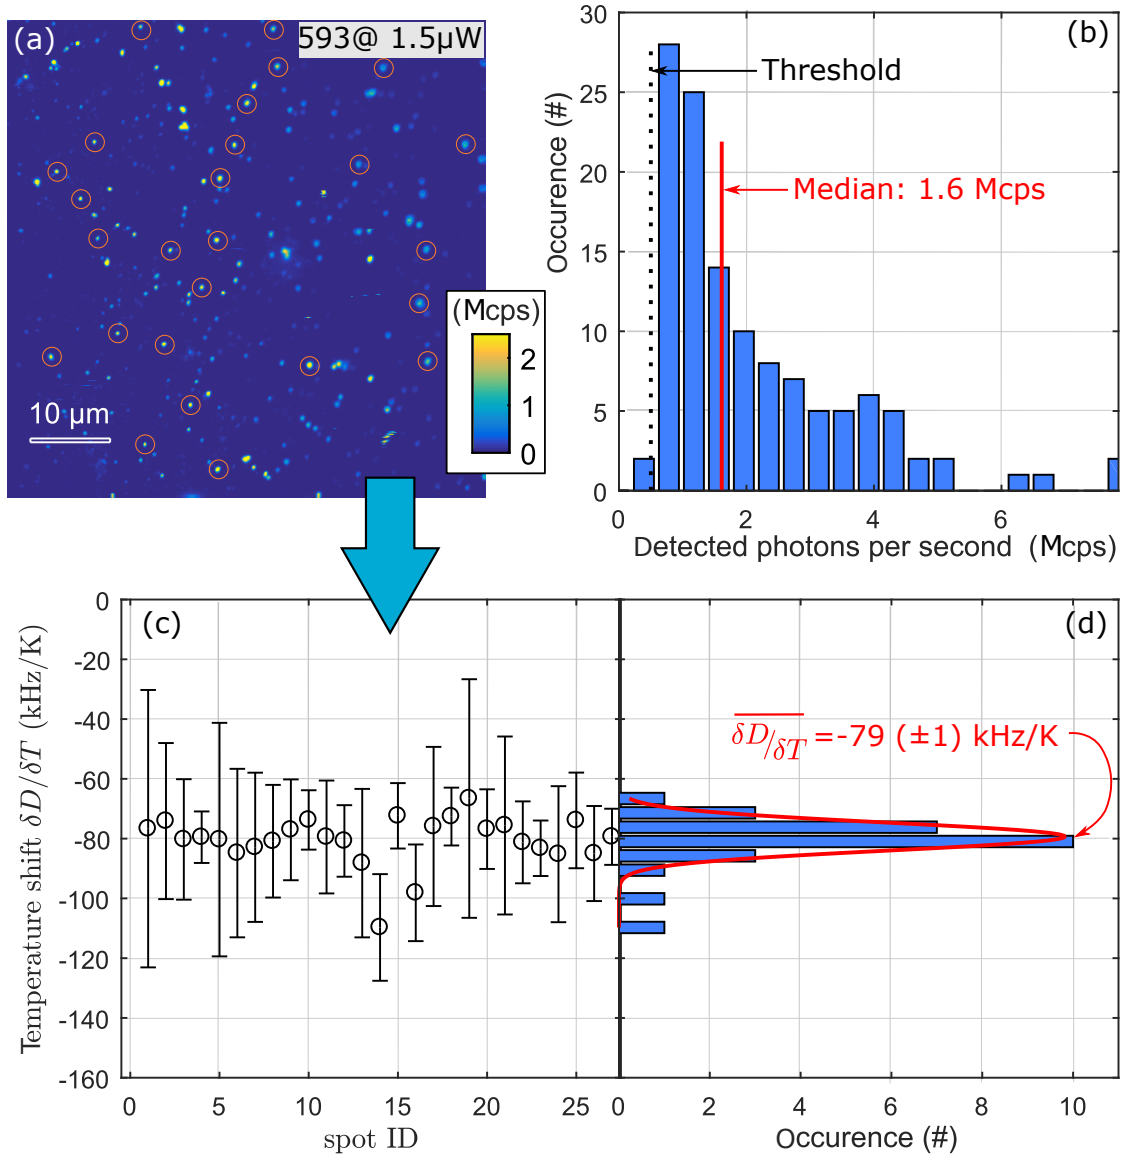 (a)
593@ 1.5µW
(Mcps)
2
1
0
10 µm
(b)
Threshold
Median: 1.6 Mcps
Occurence (#)
30
25
20
15
10
5
0
0 2 4 6
Detected photons per second (Mcps)
(c)
Temperature shift δD/δT (kHz/K)
0
-20
-40
-60
-80
-100
-120
-140
-160
0 5 10 15 20 25
spot ID
(d)
δD/δT =-79 (±1) kHz/K
0 2 4 6 8 10
Occurence (#)